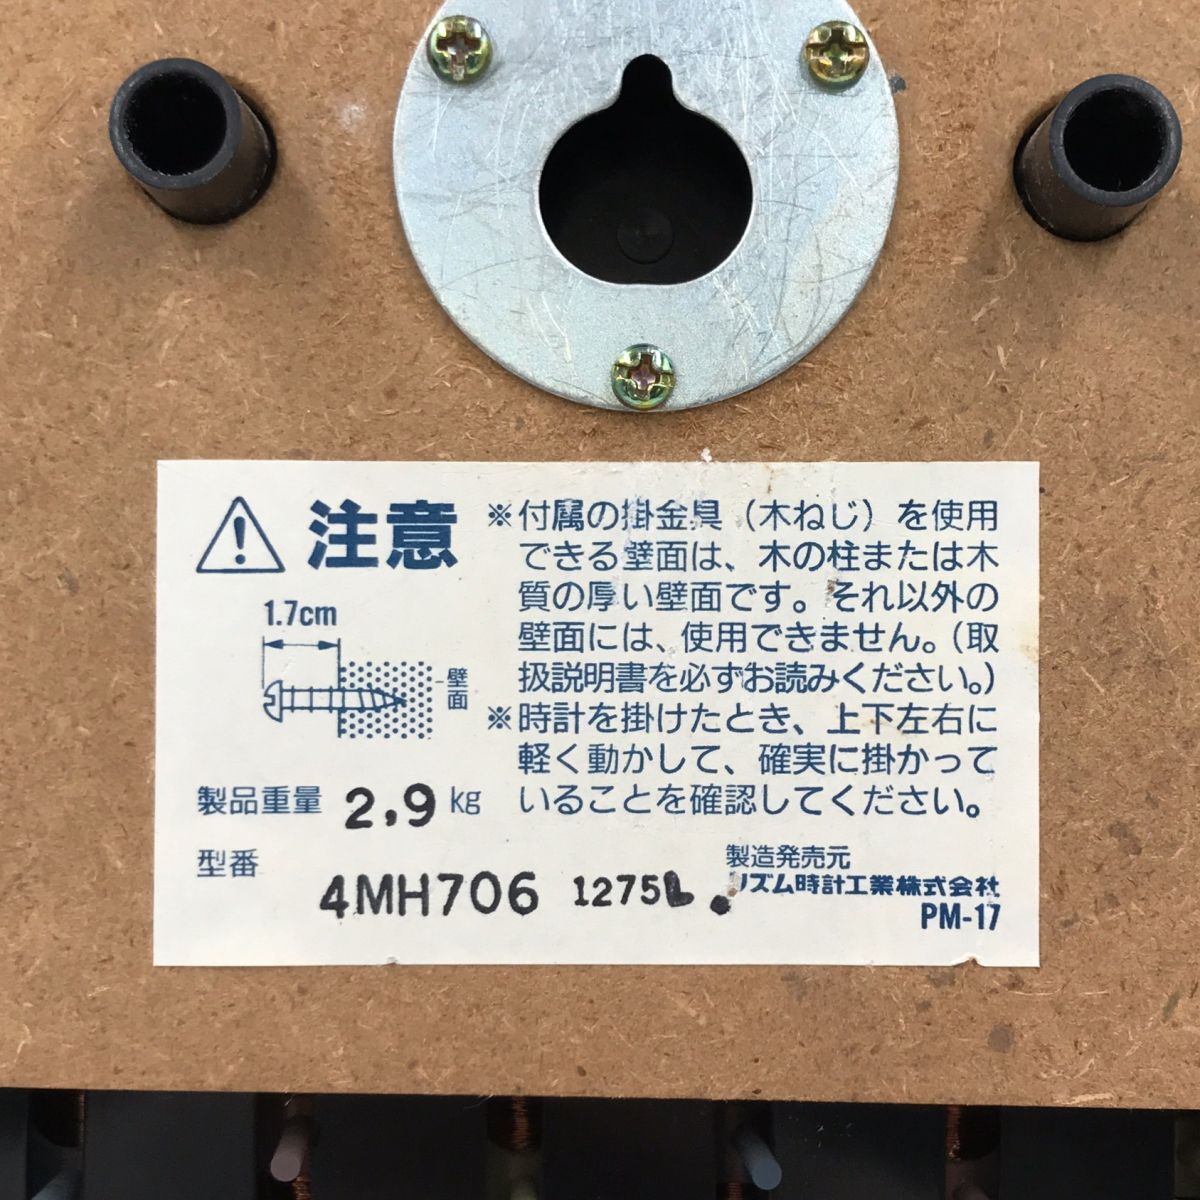 注意
※付属の掛金具（木ねじ）を使用
できる壁面は、木の柱または木
質の厚い壁面です。それ以外の
壁面には、使用できません。（取
扱説明書を必ずお読みください。）
※時計を掛けたとき、上下左右に
軽く動かして、確実に掛かって
いることを確認してください。
1.7cm
壁面
製品重量 2,9 kg
型番 4MH706 1275L.
製造発売元
リズム時計工業株式会社
PM-17